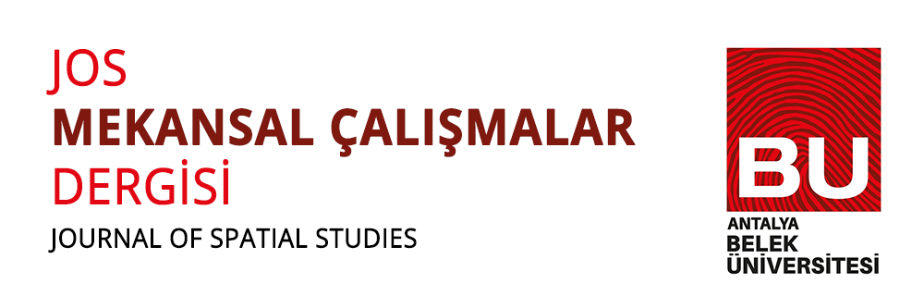 JOS
MEKANSAL ÇALIŞMALAR
DERGİSİ
JOURNAL OF SPATIAL STUDIES
BU
ANTALYA
BELEK
ÜNİVERSİTESİ